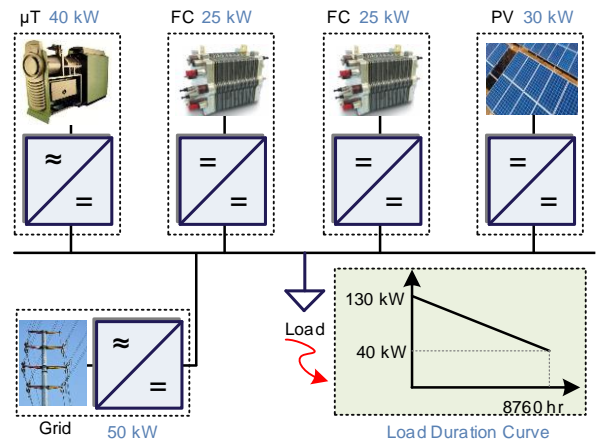 µT 40 kW
FC 25 kW
FC 25 kW
PV 30 kW
≈
=
=
=
=
=
=
=
≈
=
Grid
50 kW
Load
130 kW
40 kW
8760 hr
Load Duration Curve